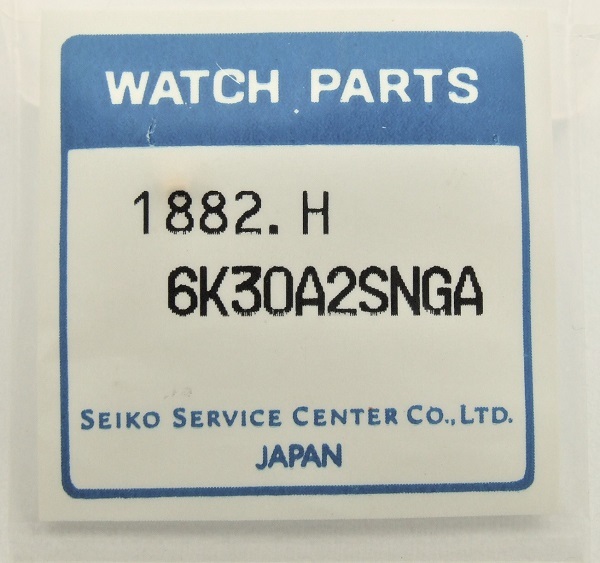 WATCH PARTS
1882.H
6K30A2SNGA
SEIKO SERVICE CENTER CO.,LTD.
JAPAN